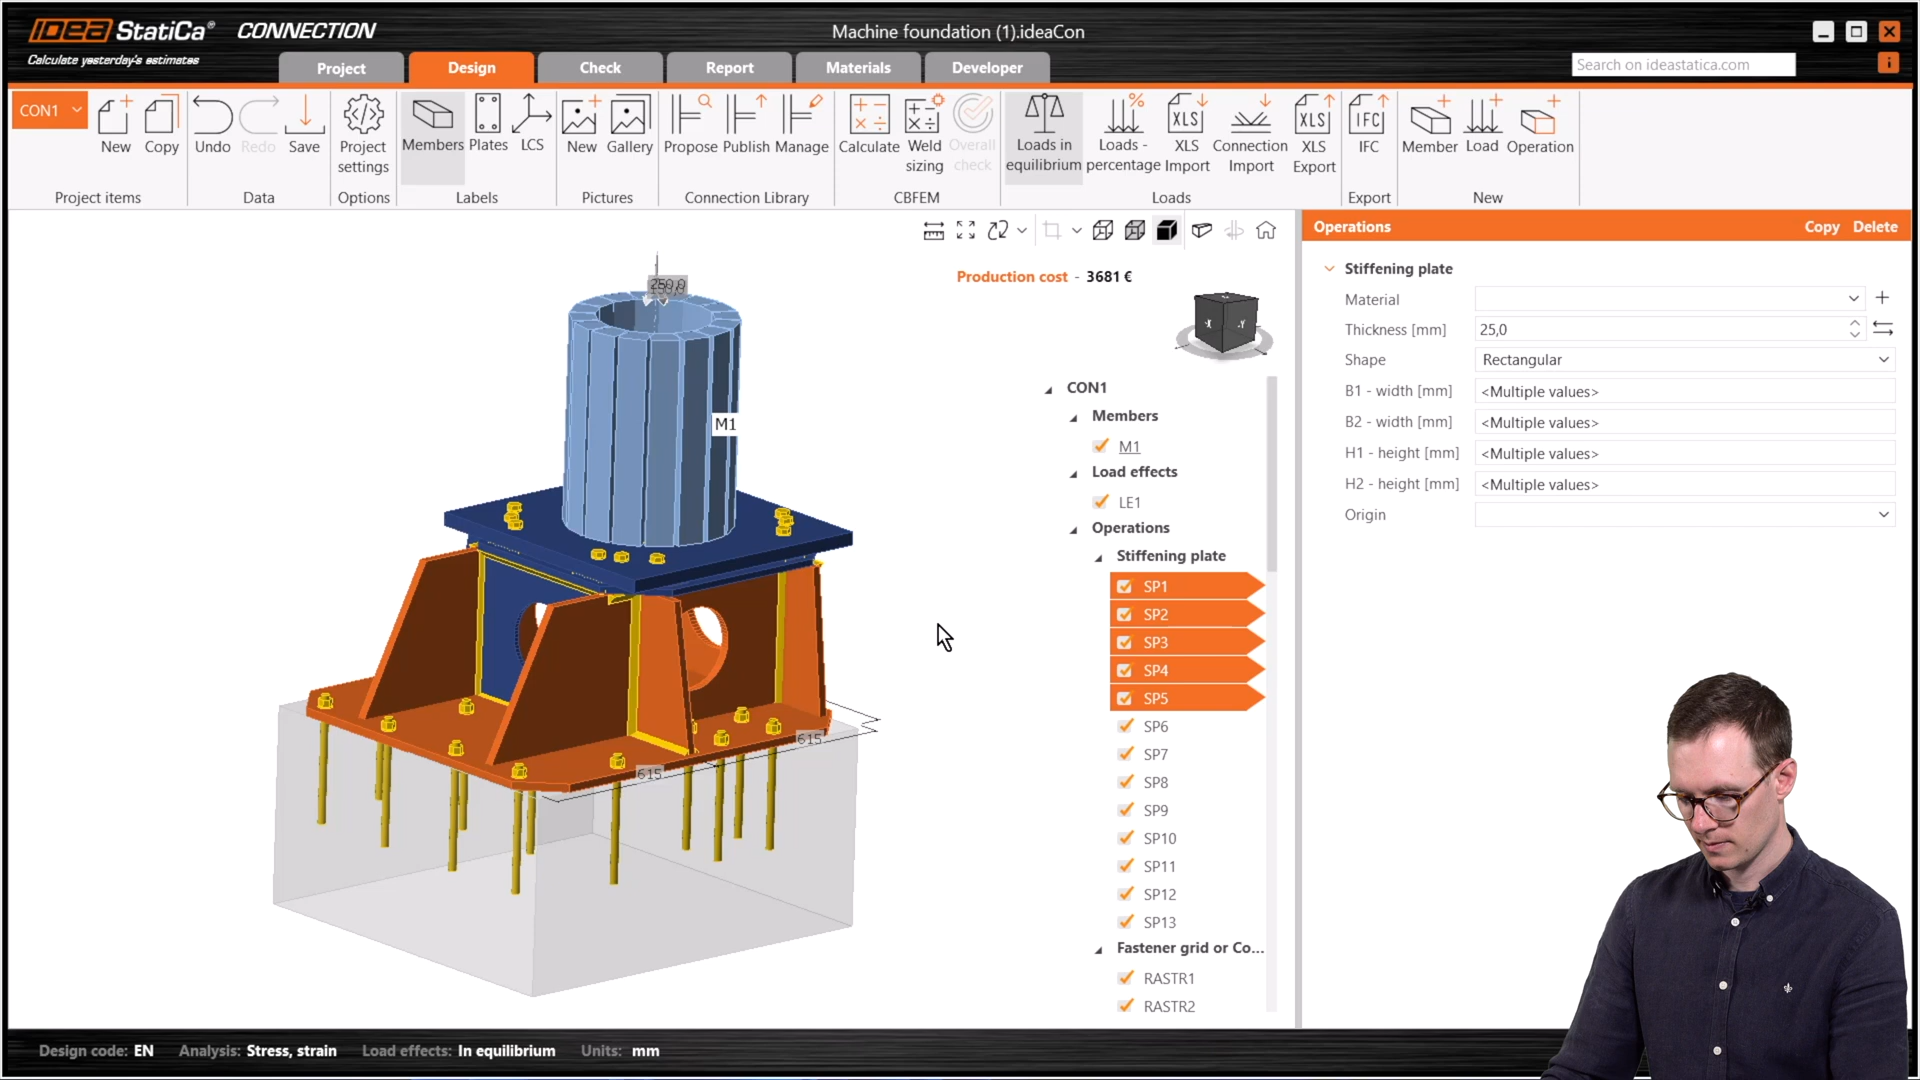 IDEA StatiCa® CONNECTION
Calculate yesterday's estimates
Machine foundation (1).ideaCon
Project
Design
Check
Report
Materials
Developer
Search on ideastatica.com
i
CON1
New
Copy
Undo
Redo
Save
Project settings
Members
Plates
LCS
New
Gallery
Propose
Publish
Manage
Calculate
Weld sizing
Overall check
Loads in equilibrium
Loads - percentage
XLS Import
Connection Import
XLS Export
IFC
Member
Load
Operation
Project items
Data
Options
Labels
Pictures
Connection Library
CBFEM
Loads
Export
New
Production cost - 3681 €
-X
-Y
M1
615
615
CON1
Members
M1
Load effects
LE1
Operations
Stiffening plate
SP1
SP2
SP3
SP4
SP5
SP6
SP7
SP8
SP9
SP10
SP11
SP12
SP13
Fastener grid or Co...
RASTR1
RASTR2
Operations
Copy
Delete
Stiffening plate
Material
Thickness [mm] 25,0
Shape Rectangular
B1 - width [mm] <Multiple values>
B2 - width [mm] <Multiple values>
H1 - height [mm] <Multiple values>
H2 - height [mm] <Multiple values>
Origin
Design code: EN Analysis: Stress, strain Load effects: In equilibrium Units: mm